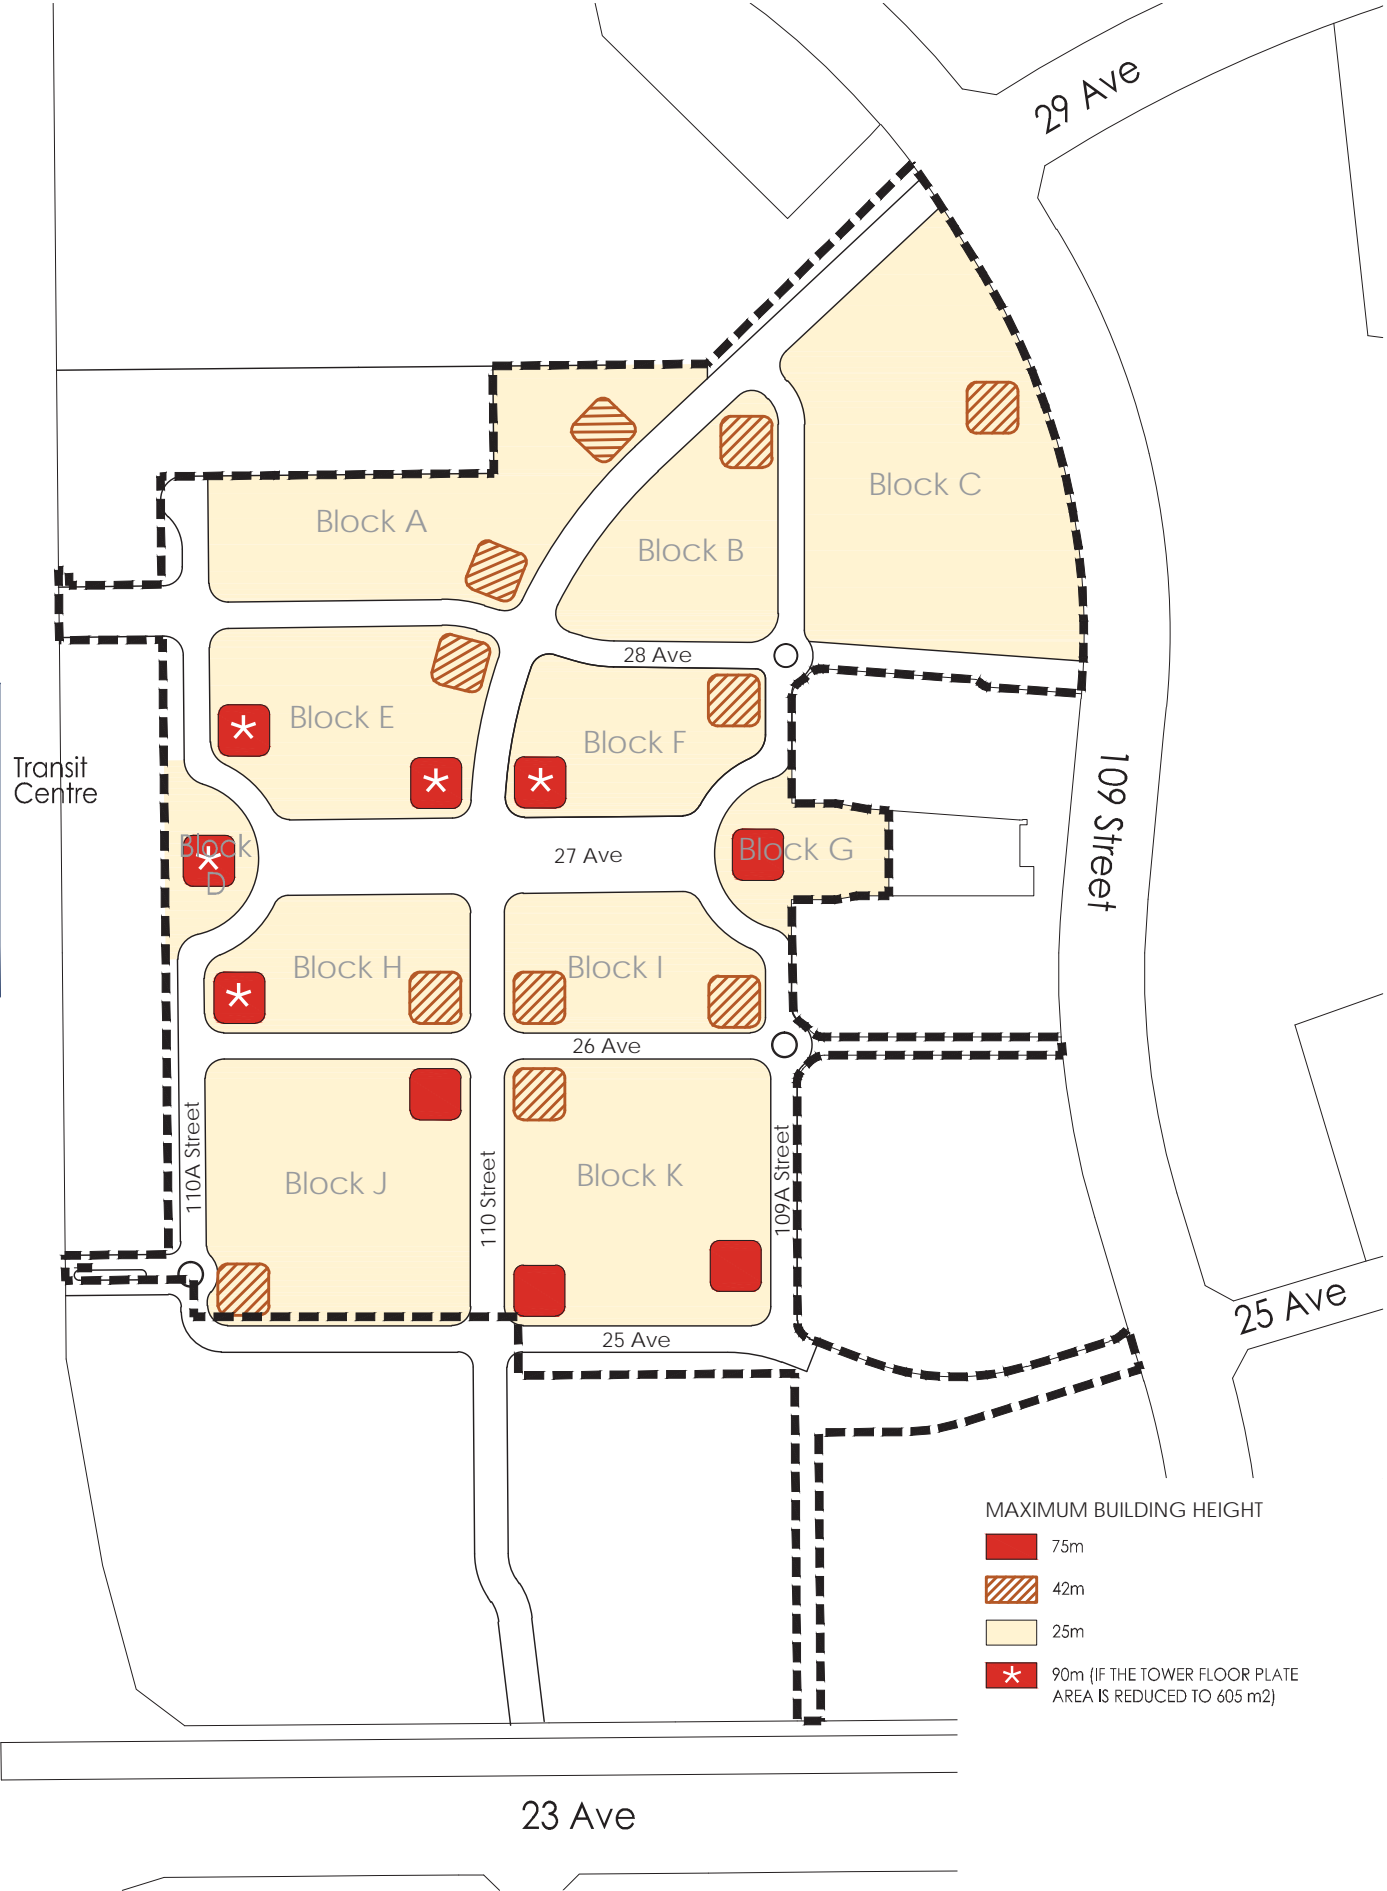 29 Ave
Block C
Block A
Block B
28 Ave
Block E
Block F
Transit
Centre
109 Street
Block
D
*
*
*
*
27 Ave
Block G
Block H
Block I
*
26 Ave
110A Street
110 Street
109A Street
Block J
Block K
25 Ave
25 Ave
MAXIMUM BUILDING HEIGHT
75m
42m
25m
* 90m (IF THE TOWER FLOOR PLATE
AREA IS REDUCED TO 605 m2)
23 Ave